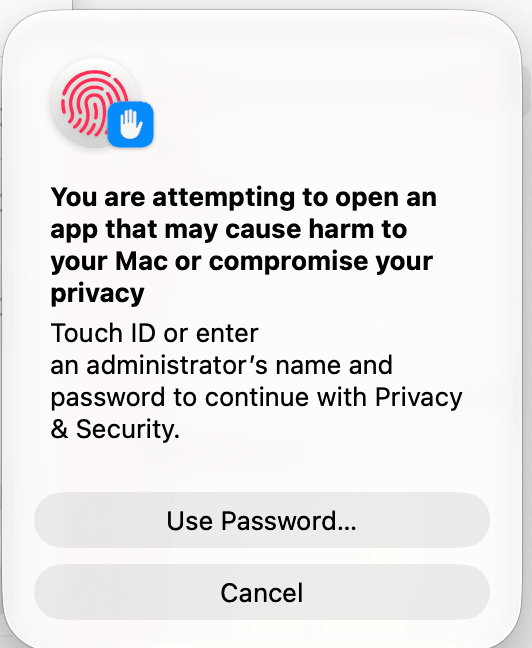 You are attempting to open an
app that may cause harm to
your Mac or compromise your
privacy
Touch ID or enter
an administrator’s name and
password to continue with Privacy
& Security.
Use Password...
Cancel